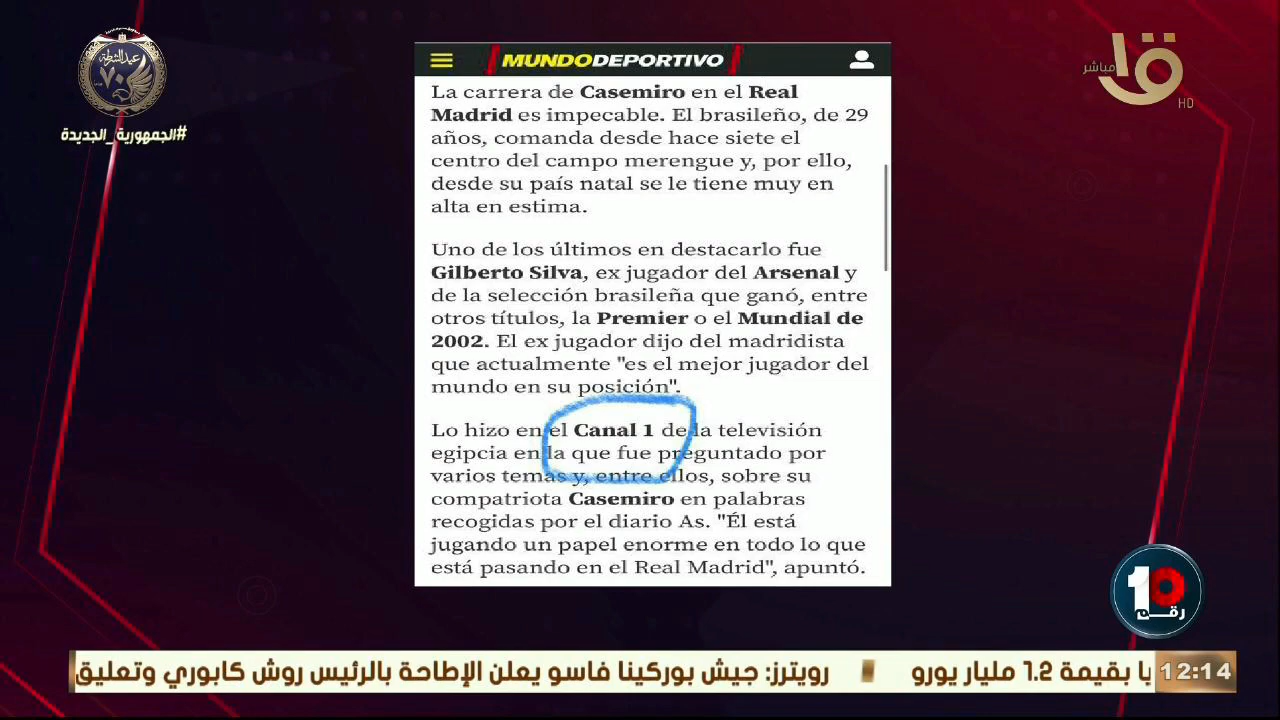 عيد الشرطة
٧٠
#الجمهورية_الجديدة
مباشر
HD
MUNDODEPORTIVO
La carrera de Casemiro en el Real
Madrid es impecable. El brasileño, de 29
años, comanda desde hace siete el
centro del campo merengue y, por ello,
desde su país natal se le tiene muy en
alta en estima.
Uno de los últimos en destacarlo fue
Gilberto Silva, ex jugador del Arsenal y
de la selección brasileña que ganó, entre
otros títulos, la Premier o el Mundial de
2002. El ex jugador dijo del madridista
que actualmente "es el mejor jugador del
mundo en su posición".
Lo hizo en el Canal 1 de la televisión
egipcia en la que fue preguntado por
varios temas y, entre ellos, sobre su
compatriota Casemiro en palabras
recogidas por el diario As. "Él está
jugando un papel enorme en todo lo que
está pasando en el Real Madrid", apuntó.
10
رقم
12:14
يا بقيمة ٦.٢ مليار يورو
رويترز: جيش بوركينا فاسو يعلن الإطاحة بالرئيس روش كابوري وتعليق